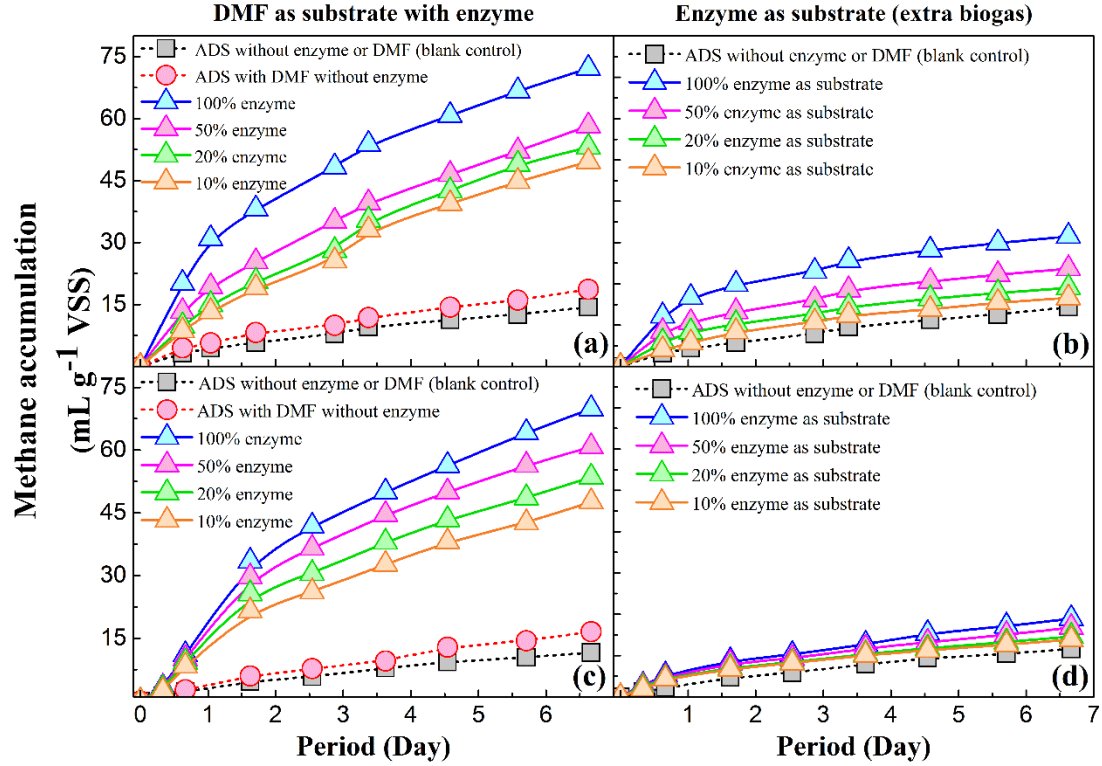 DMF as substrate with enzyme
Enzyme as substrate (extra biogas)
Methane accumulation
(mL g⁻¹ VSS)
75
60
45
30
15
ADS without enzyme or DMF (blank control)
ADS with DMF without enzyme
100% enzyme
50% enzyme
20% enzyme
10% enzyme
(a)
ADS without enzyme or DMF (blank control)
100% enzyme as substrate
50% enzyme as substrate
20% enzyme as substrate
10% enzyme as substrate
(b)
75
60
45
30
15
ADS without enzyme or DMF (blank control)
ADS with DMF without enzyme
100% enzyme
50% enzyme
20% enzyme
10% enzyme
(c)
ADS without enzyme or DMF (blank control)
100% enzyme as substrate
50% enzyme as substrate
20% enzyme as substrate
10% enzyme as substrate
(d)
0 1 2 3 4 5 6
1 2 3 4 5 6 7
Period (Day)
Period (Day)